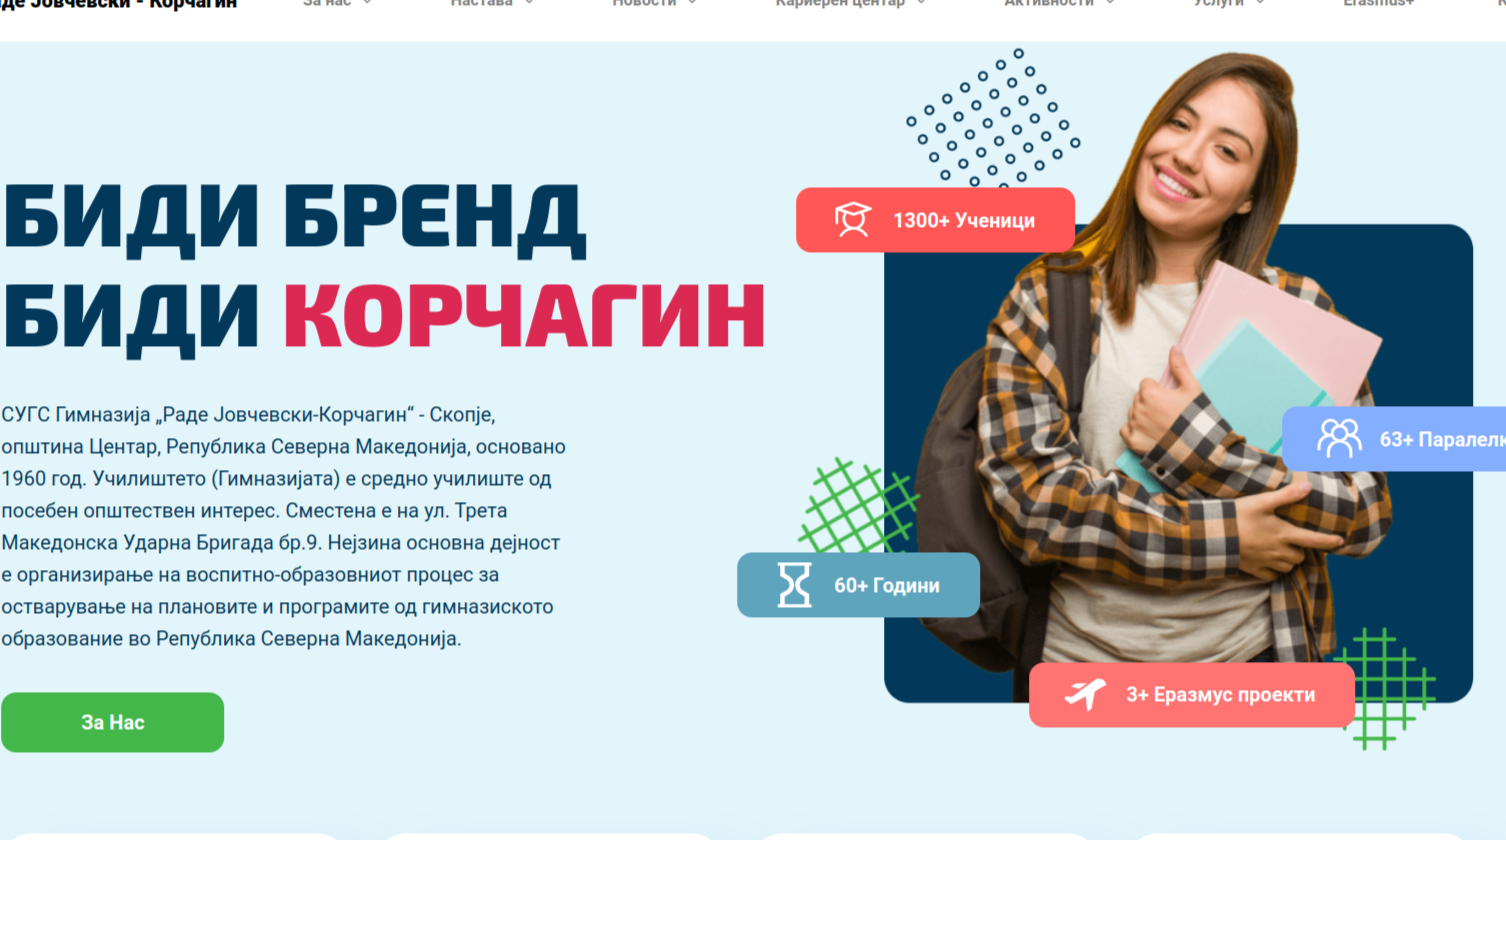 Јовчевски - Корчагин
За нас
Настава
Новости
Кариерен центар
Активности
Услуги
Erasmus+
БИДИ БРЕНД
БИДИ КОРЧАГИН
1300+ Ученици
63+
60+ Години
3+ Еразмус проекти
СУГС Гимназија „Раде Јовчевски-Корчагин“ - Скопје,
општина Центар, Република Северна Македонија, основано
1960 год. Училиштето (Гимназијата) е средно училиште од
посебен општествен интерес. Сместена е на ул. Трета
Македонска Ударна Бригада бр.9. Нејзина основна дејност
е организирање на воспитно-образовниот процес за
остварување на плановите и програмите од гимназиското
образование во Република Северна Македонија.
За Нас